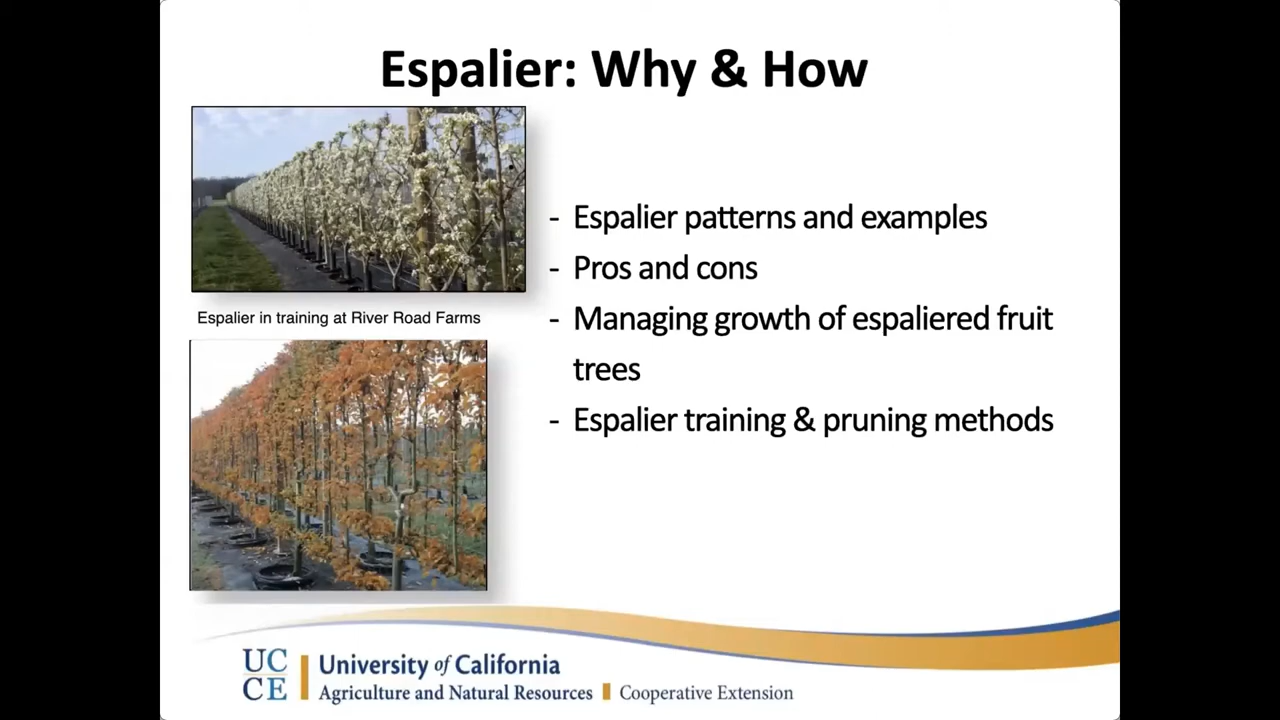 Espalier: Why & How
Espalier in training at River Road Farms
- Espalier patterns and examples
- Pros and cons
- Managing growth of espaliered fruit
trees
- Espalier training & pruning methods
UC
CE
University of California
Agriculture and Natural Resources Cooperative Extension